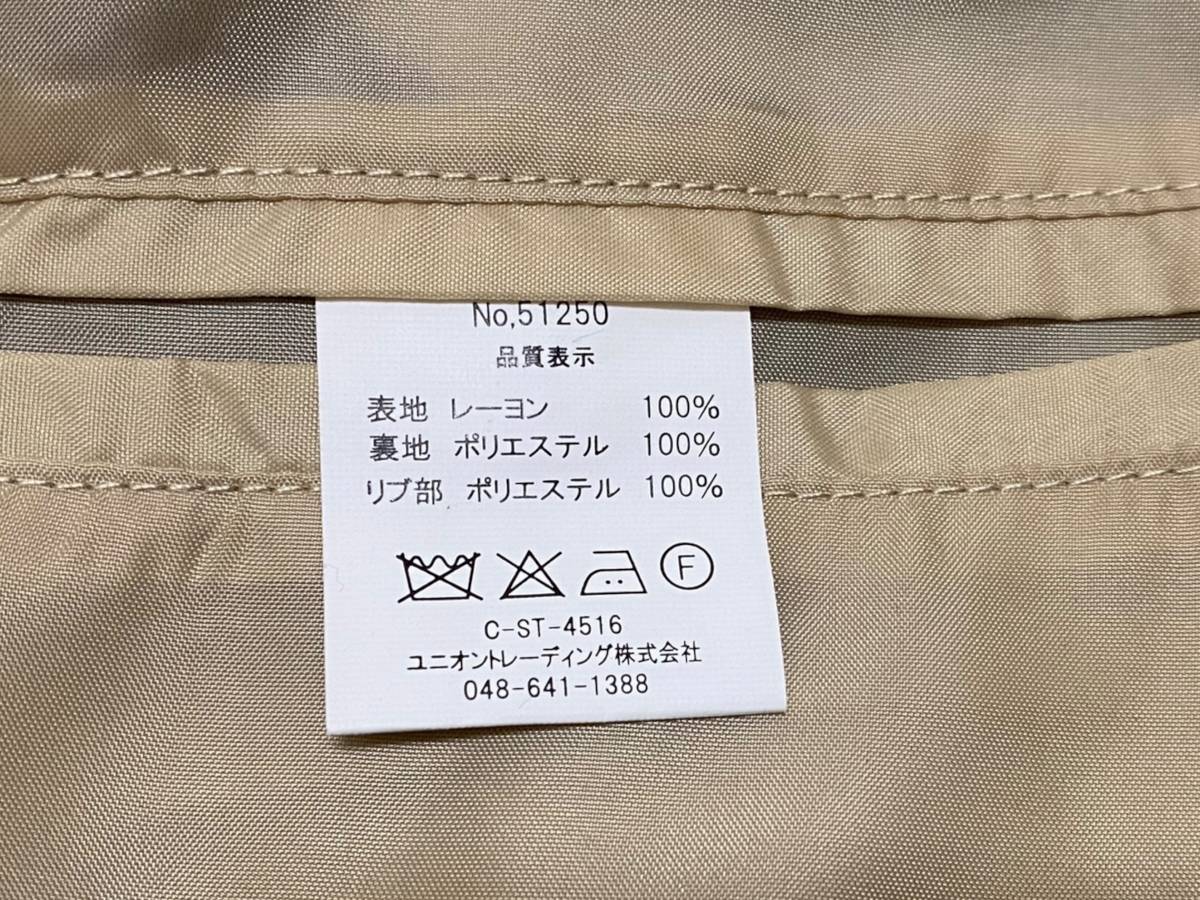 No,51250
品質表示
表地 レーヨン 100%
裏地 ポリエステル 100%
リブ部 ポリエステル 100%
F
C-ST-4516
ユニオントレーディング株式会社
048-641-1388